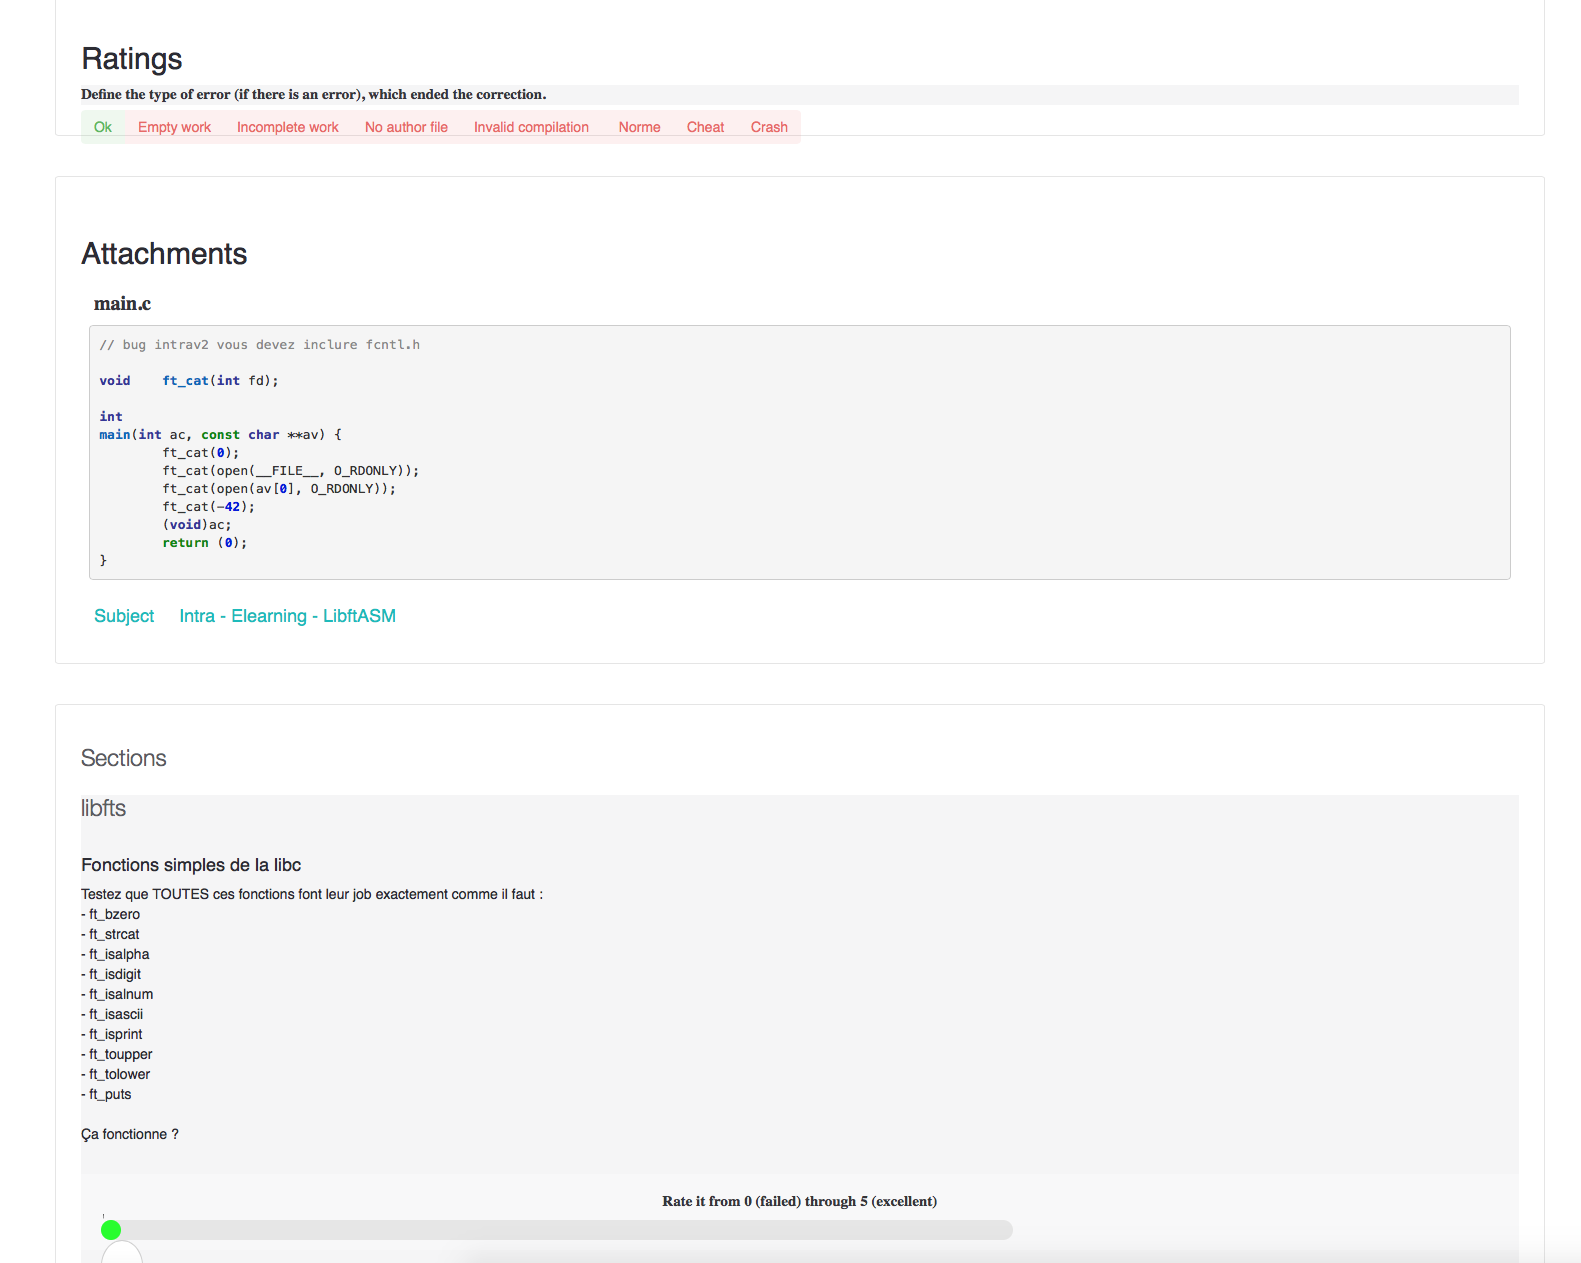 Ratings
Define the type of error (if there is an error), which ended the correction.
Ok Empty work Incomplete work No author file Invalid compilation Norme Cheat Crash
Attachments
main.c
// bug intrav2 vous devez inclure fcntl.h
void    ft_cat(int fd);
int
main(int ac, const char **av) {
        ft_cat(0);
        ft_cat(open(__FILE__, O_RDONLY));
        ft_cat(open(av[0], O_RDONLY));
        ft_cat(-42);
        (void)ac;
        return (0);
}
Subject Intra - Elearning - LibftASM
Sections
libfts
Fonctions simples de la libc
Testez que TOUTES ces fonctions font leur job exactement comme il faut :
- ft_bzero
- ft_strcat
- ft_isalpha
- ft_isdigit
- ft_isalnum
- ft_isascii
- ft_isprint
- ft_toupper
- ft_tolower
- ft_puts
Ça fonctionne ?
Rate it from 0 (failed) through 5 (excellent)